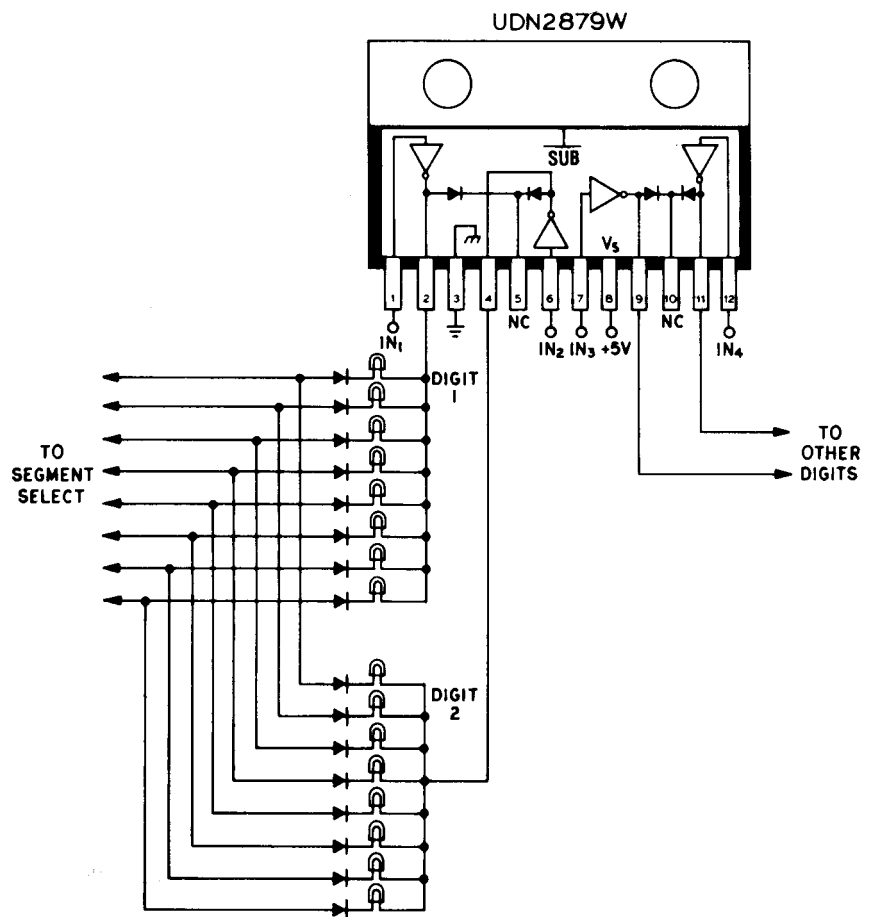 UDN2879W
SUB
Vs
1 2 3 4 5 6 7 8 9 10 11 12
NC NC
IN1 IN2 IN3 +5V IN4
DIGIT
1
TO
SEGMENT
SELECT
TO
OTHER
DIGITS
DIGIT
2